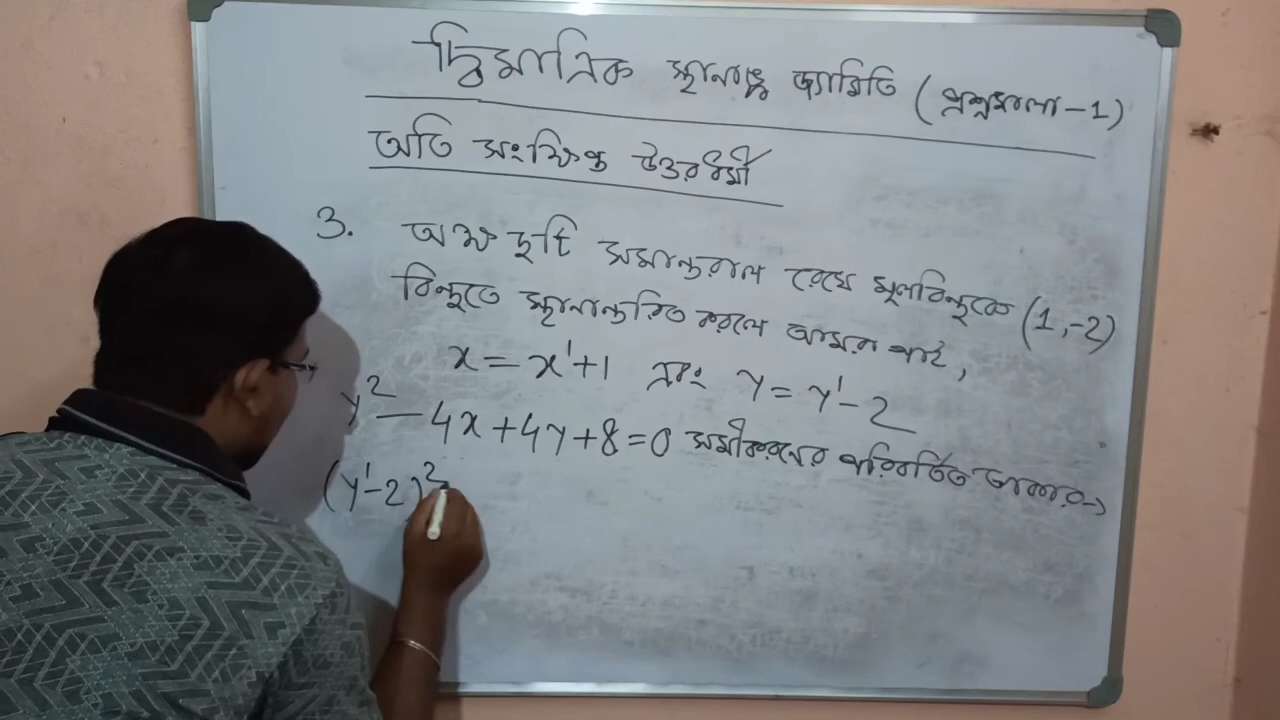 দ্বিমাত্রিক স্থানাঙ্ক জ্যামিতি (প্রশ্নমালা-1)
অতি সংক্ষিপ্ত উত্তরধর্মী
3. অক্ষ দুটি সমান্তরাল রেখে মূলবিন্দুকে (1,-2)
বিন্দুতে স্থানান্তরিত করলে আমরা পাই,
x = x'+1 এবং y = y'-2
y² - 4x + 4y + 8 = 0 সমীকরনের পরিবর্তিত আকার→
(y'-2)²